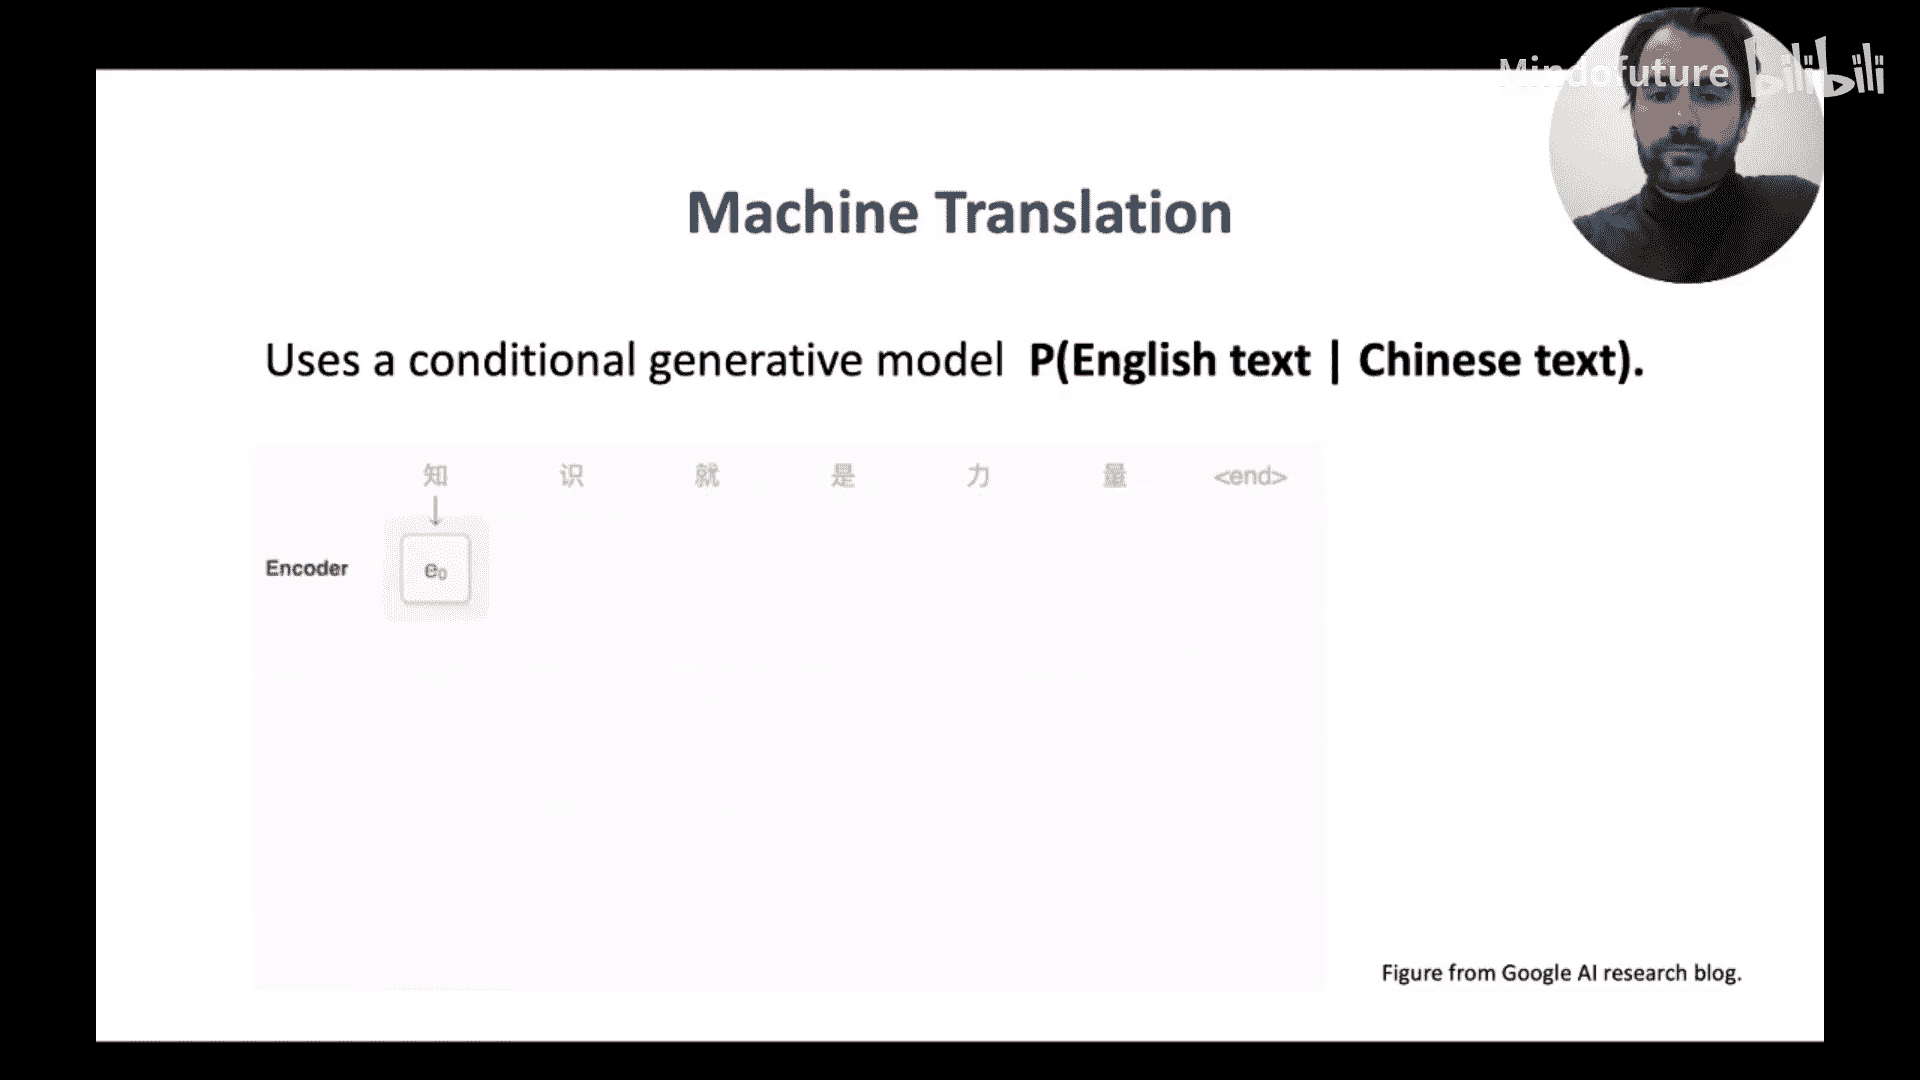 Mindofuture bilibili
Machine Translation
Uses a conditional generative model P(English text | Chinese text).
知 识 就 是 力 量 <end>
Encoder e₀
Figure from Google AI research blog.